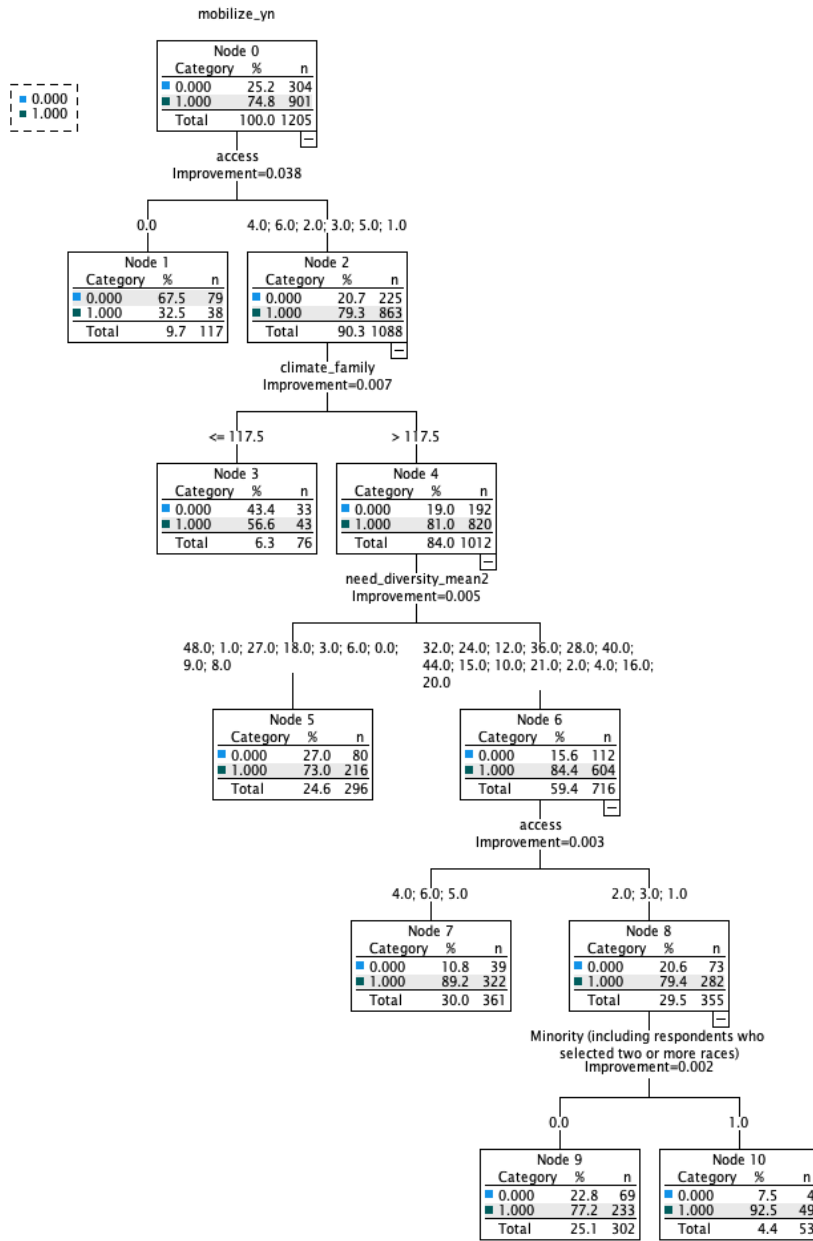 mobilize_yn
Node 0
Category % n
0.000 25.2 304
1.000 74.8 901
Total 100.0 1205
0.000
1.000
access
Improvement=0.038
0.0
4.0; 6.0; 2.0; 3.0; 5.0; 1.0
Node 1
Category % n
0.000 67.5 79
1.000 32.5 38
Total 9.7 117
Node 2
Category % n
0.000 20.7 225
1.000 79.3 863
Total 90.3 1088
climate_family
Improvement=0.007
<= 117.5
> 117.5
Node 3
Category % n
0.000 43.4 33
1.000 56.6 43
Total 6.3 76
Node 4
Category % n
0.000 19.0 192
1.000 81.0 820
Total 84.0 1012
need_diversity_mean2
Improvement=0.005
48.0; 1.0; 27.0; 18.0; 3.0; 6.0; 0.0;
9.0; 8.0
32.0; 24.0; 12.0; 36.0; 28.0; 40.0;
44.0; 15.0; 10.0; 21.0; 2.0; 4.0; 16.0;
20.0
Node 5
Category % n
0.000 27.0 80
1.000 73.0 216
Total 24.6 296
Node 6
Category % n
0.000 15.6 112
1.000 84.4 604
Total 59.4 716
access
Improvement=0.003
4.0; 6.0; 5.0
2.0; 3.0; 1.0
Node 7
Category % n
0.000 10.8 39
1.000 89.2 322
Total 30.0 361
Node 8
Category % n
0.000 20.6 73
1.000 79.4 282
Total 29.5 355
Minority (including respondents who
selected two or more races)
Improvement=0.002
0.0
1.0
Node 9
Category % n
0.000 22.8 69
1.000 77.2 233
Total 25.1 302
Node 10
Category % n
0.000 7.5 4
1.000 92.5 49
Total 4.4 53